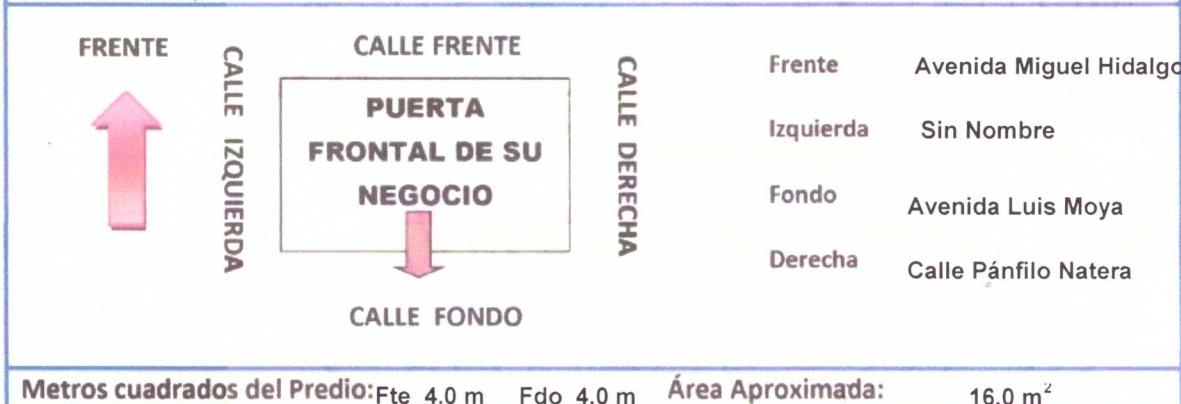 FRENTE
CALLE IZQUIERDA
CALLE FRENTE
PUERTA
FRONTAL DE SU
NEGOCIO
CALLE FONDO
CALLE DERECHA
Frente Avenida Miguel Hidalgo
Izquierda Sin Nombre
Fondo Avenida Luis Moya
Derecha Calle Pánfilo Natera
Metros cuadrados del Predio: Fte 4.0 m Fdo 4.0 m Área Aproximada: 16.0 m²